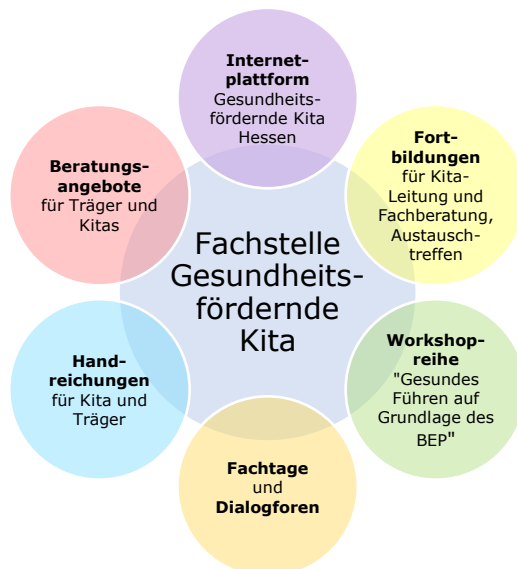 Internet-
plattform
Gesundheits-
fördernde Kita
Hessen
Fort-
bildungen
für Kita-
Leitung und
Fachberatung,
Austausch-
treffen
Workshop-
reihe
"Gesundes
Führen auf
Grundlage des
BEP"
Fachtage
und
Dialogforen
Hand-
reichungen
für Kita und
Träger
Beratungs-
angebote
für Träger und
Kitas
Fachstelle
Gesundheits-
fördernde
Kita